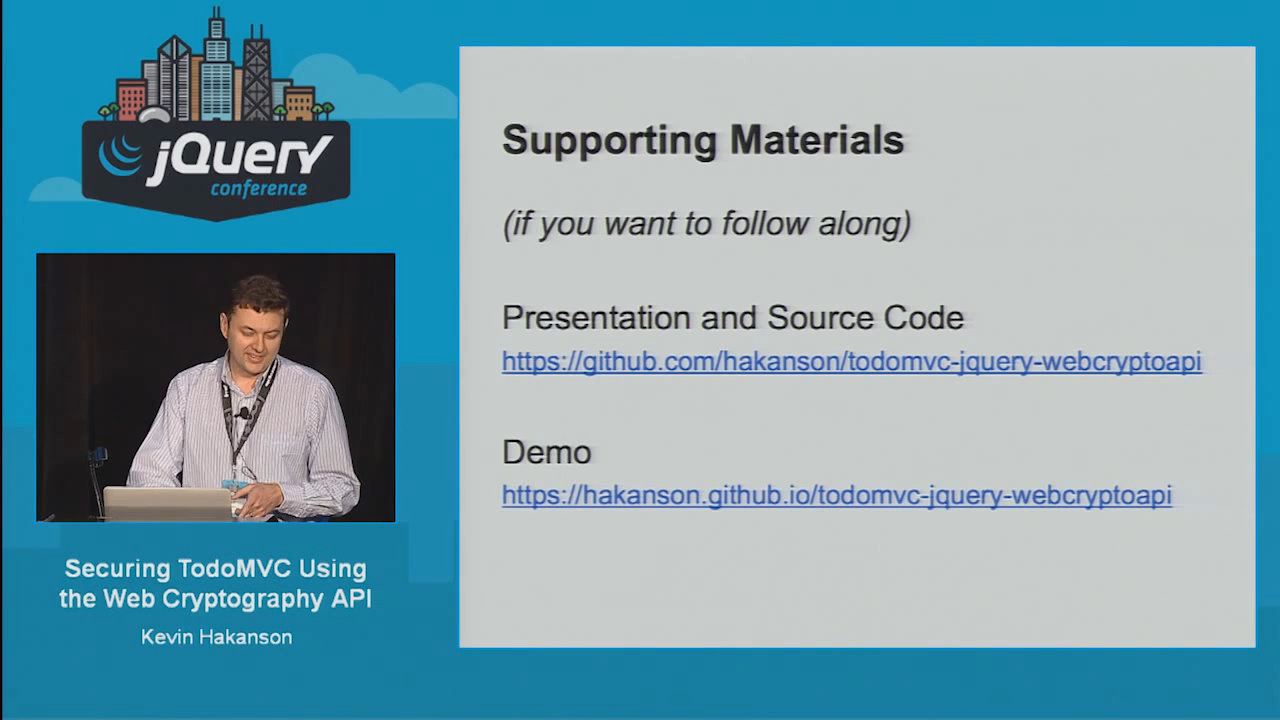 jQuery
conference
Securing TodoMVC Using
the Web Cryptography API
Kevin Hakanson
Supporting Materials
(if you want to follow along)
Presentation and Source Code
https://github.com/hakanson/todomvc-jquery-webcryptoapi
Demo
https://hakanson.github.io/todomvc-jquery-webcryptoapi